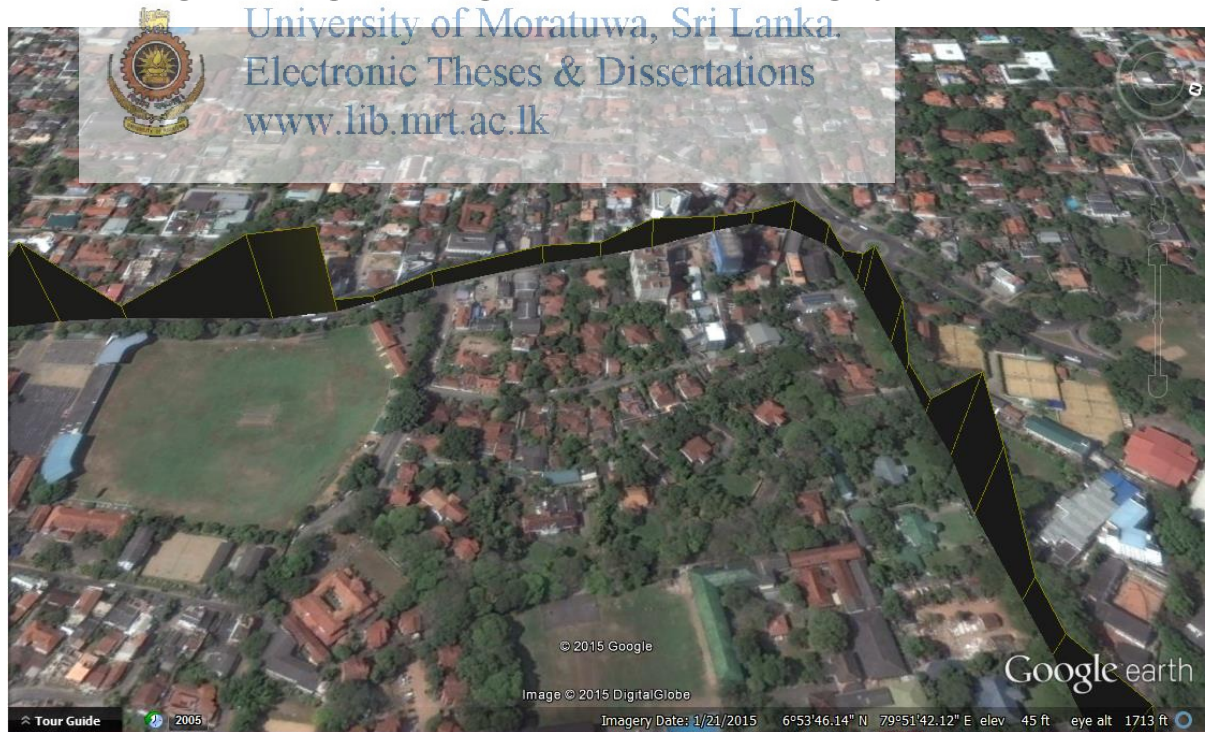 University of Moratuwa, Sri Lanka.
Electronic Theses & Dissertations
www.lib.mrt.ac.lk
© 2015 Google
Image © 2015 DigitalGlobe
Google earth
Tour Guide
2005
Imagery Date: 1/21/2015 6°53'46.14" N 79°51'42.12" E elev 45 ft eye alt 1713 ft